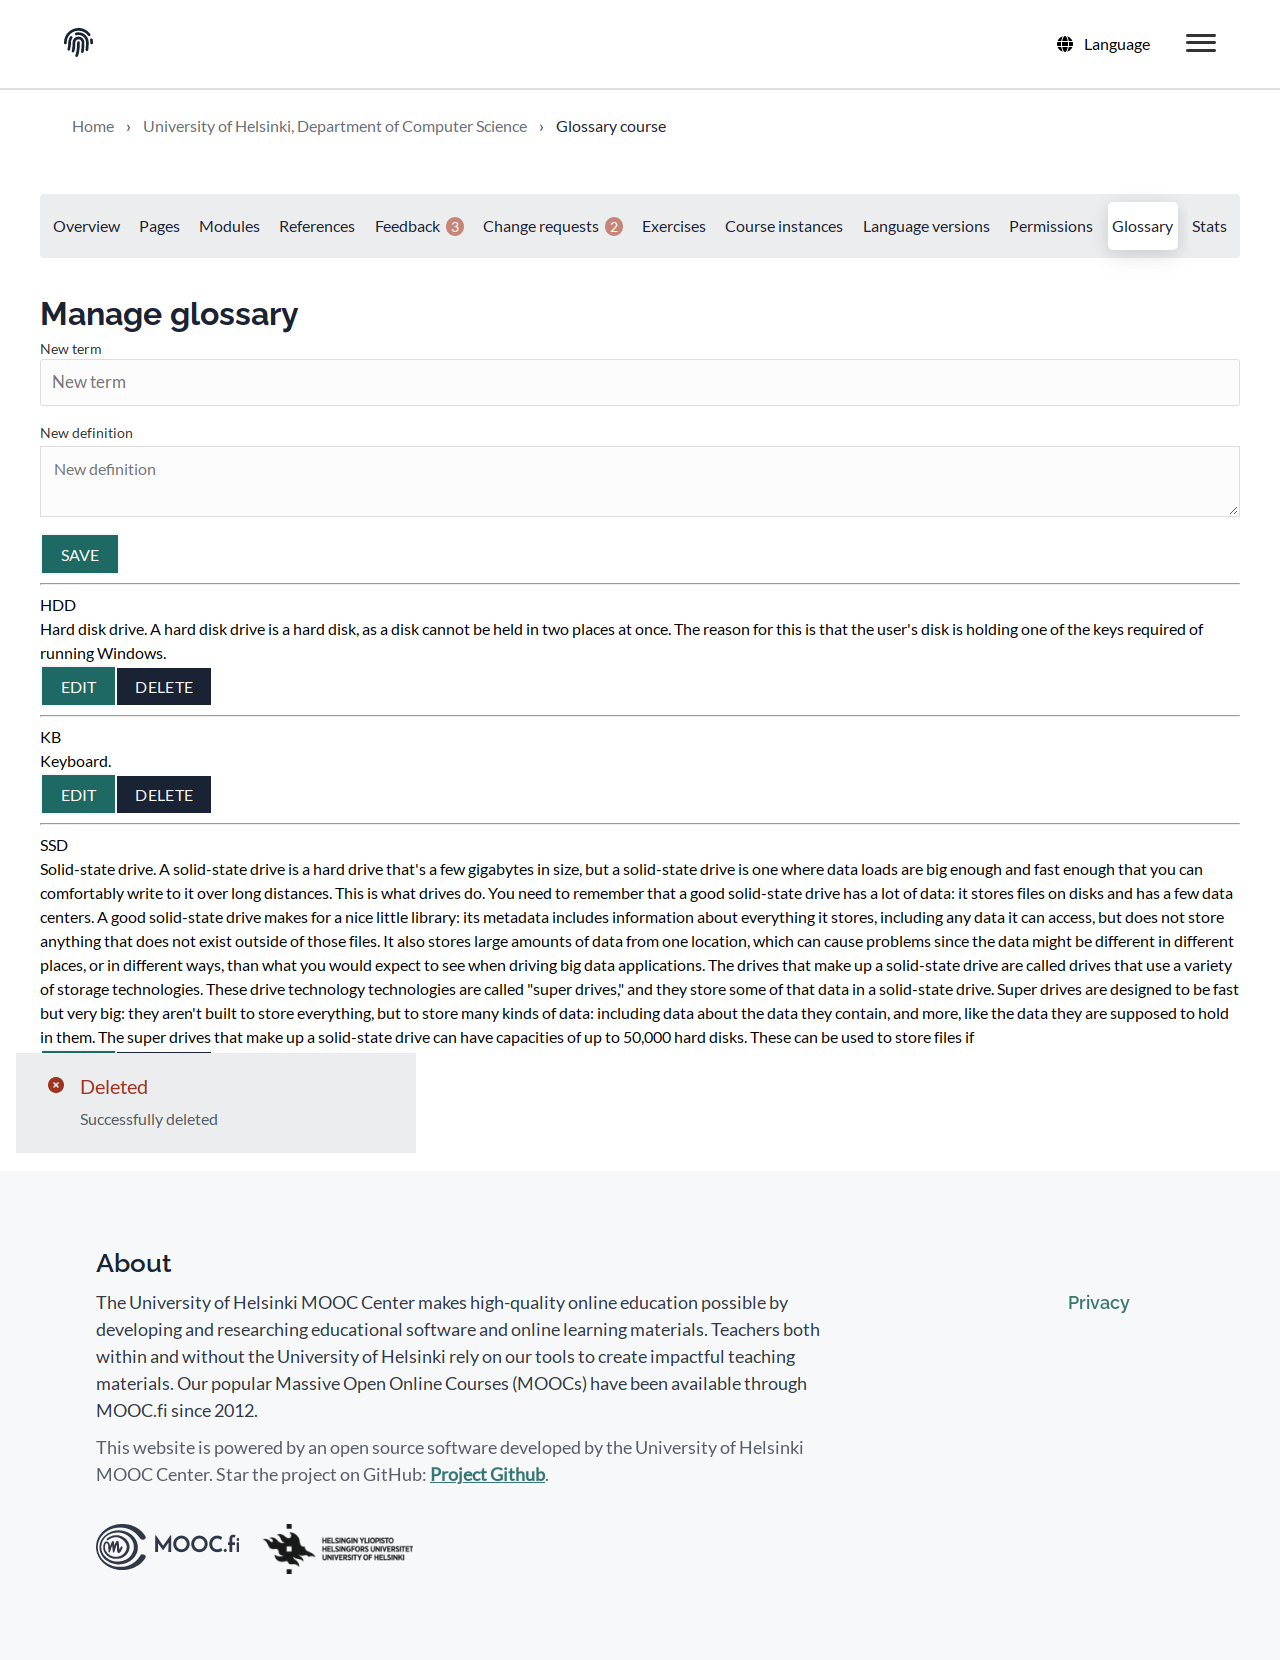 Language
Home › University of Helsinki, Department of Computer Science › Glossary course
Overview Pages Modules References Feedback 3 Change requests 2 Exercises Course instances Language versions Permissions Glossary Stats
Manage glossary
New term
New term
New definition
New definition
SAVE
HDD
Hard disk drive. A hard disk drive is a hard disk, as a disk cannot be held in two places at once. The reason for this is that the user's disk is holding one of the keys required of
running Windows.
EDIT DELETE
KB
Keyboard.
EDIT DELETE
SSD
Solid-state drive. A solid-state drive is a hard drive that's a few gigabytes in size, but a solid-state drive is one where data loads are big enough and fast enough that you can
comfortably write to it over long distances. This is what drives do. You need to remember that a good solid-state drive has a lot of data: it stores files on disks and has a few data
centers. A good solid-state drive makes for a nice little library: its metadata includes information about everything it stores, including any data it can access, but does not store
anything that does not exist outside of those files. It also stores large amounts of data from one location, which can cause problems since the data might be different in different
places, or in different ways, than what you would expect to see when driving big data applications. The drives that make up a solid-state drive are called drives that use a variety
of storage technologies. These drive technology technologies are called "super drives," and they store some of that data in a solid-state drive. Super drives are designed to be fast
but very big: they aren't built to store everything, but to store many kinds of data: including data about the data they contain, and more, like the data they are supposed to hold
in them. The super drives that make up a solid-state drive can have capacities of up to 50,000 hard disks. These can be used to store files if
Deleted
Successfully deleted
About
The University of Helsinki MOOC Center makes high-quality online education possible by
developing and researching educational software and online learning materials. Teachers both
within and without the University of Helsinki rely on our tools to create impactful teaching
materials. Our popular Massive Open Online Courses (MOOCs) have been available through
MOOC.fi since 2012.
This website is powered by an open source software developed by the University of Helsinki
MOOC Center. Star the project on GitHub: Project Github.
Privacy
MOOC.fi
HELSINGIN YLIOPISTO
HELSINGFORS UNIVERSITET
UNIVERSITY OF HELSINKI